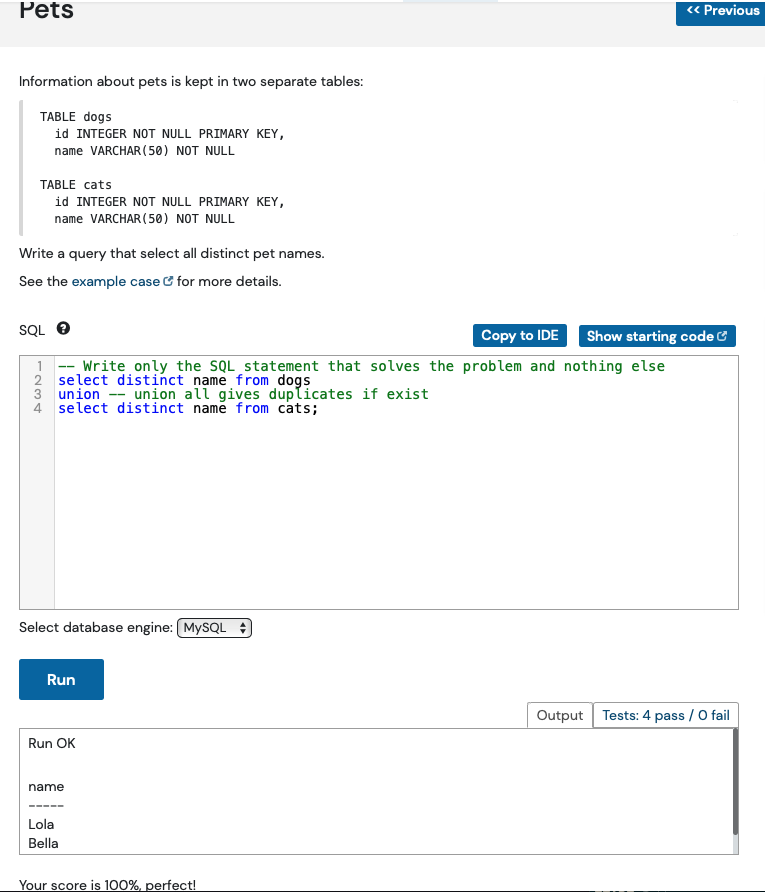 Pets
<< Previous
Information about pets is kept in two separate tables:
TABLE dogs
id INTEGER NOT NULL PRIMARY KEY,
name VARCHAR(50) NOT NULL
TABLE cats
id INTEGER NOT NULL PRIMARY KEY,
name VARCHAR(50) NOT NULL
Write a query that select all distinct pet names.
See the example case for more details.
SQL ?
Copy to IDE
Show starting code
1 -- Write only the SQL statement that solves the problem and nothing else
2 select distinct name from dogs
3 union -- union all gives duplicates if exist
4 select distinct name from cats;
Select database engine: MySQL
Run
Output
Tests: 4 pass / 0 fail
Run OK
name
-----
Lola
Bella
Your score is 100%, perfect!